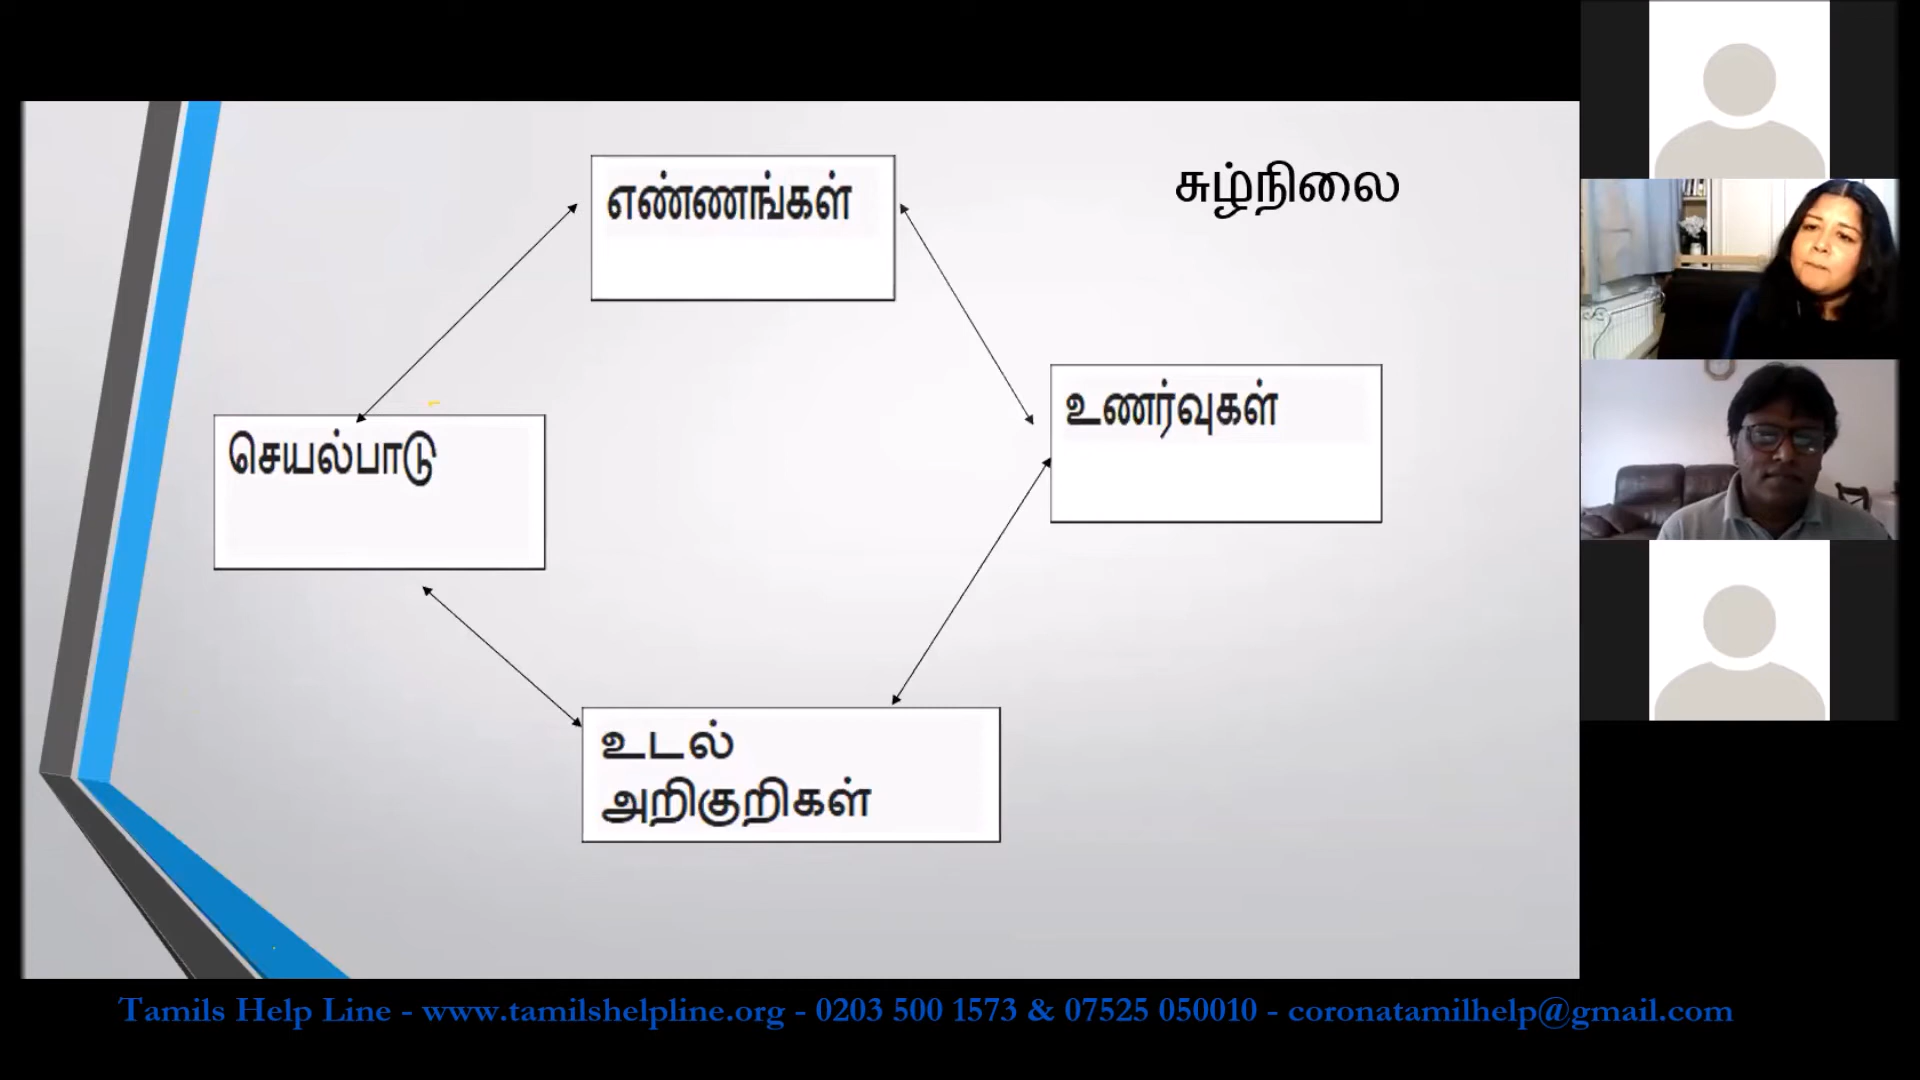 எண்ணங்கள்
சுழ்நிலை
உணர்வுகள்
செயல்பாடு
உடல்
அறிகுறிகள்
Tamils Help Line - www.tamilshelpline.org - 0203 500 1573 & 07525 050010 - coronatamilhelp@gmail.com